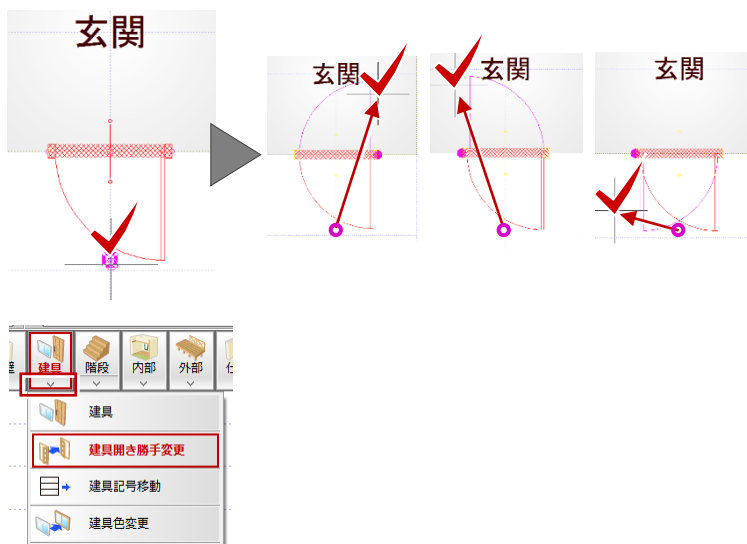 玄関
玄関
玄関
玄関
建具
階段
内部
外部
建具
建具開き勝手変更
建具記号移動
建具色変更